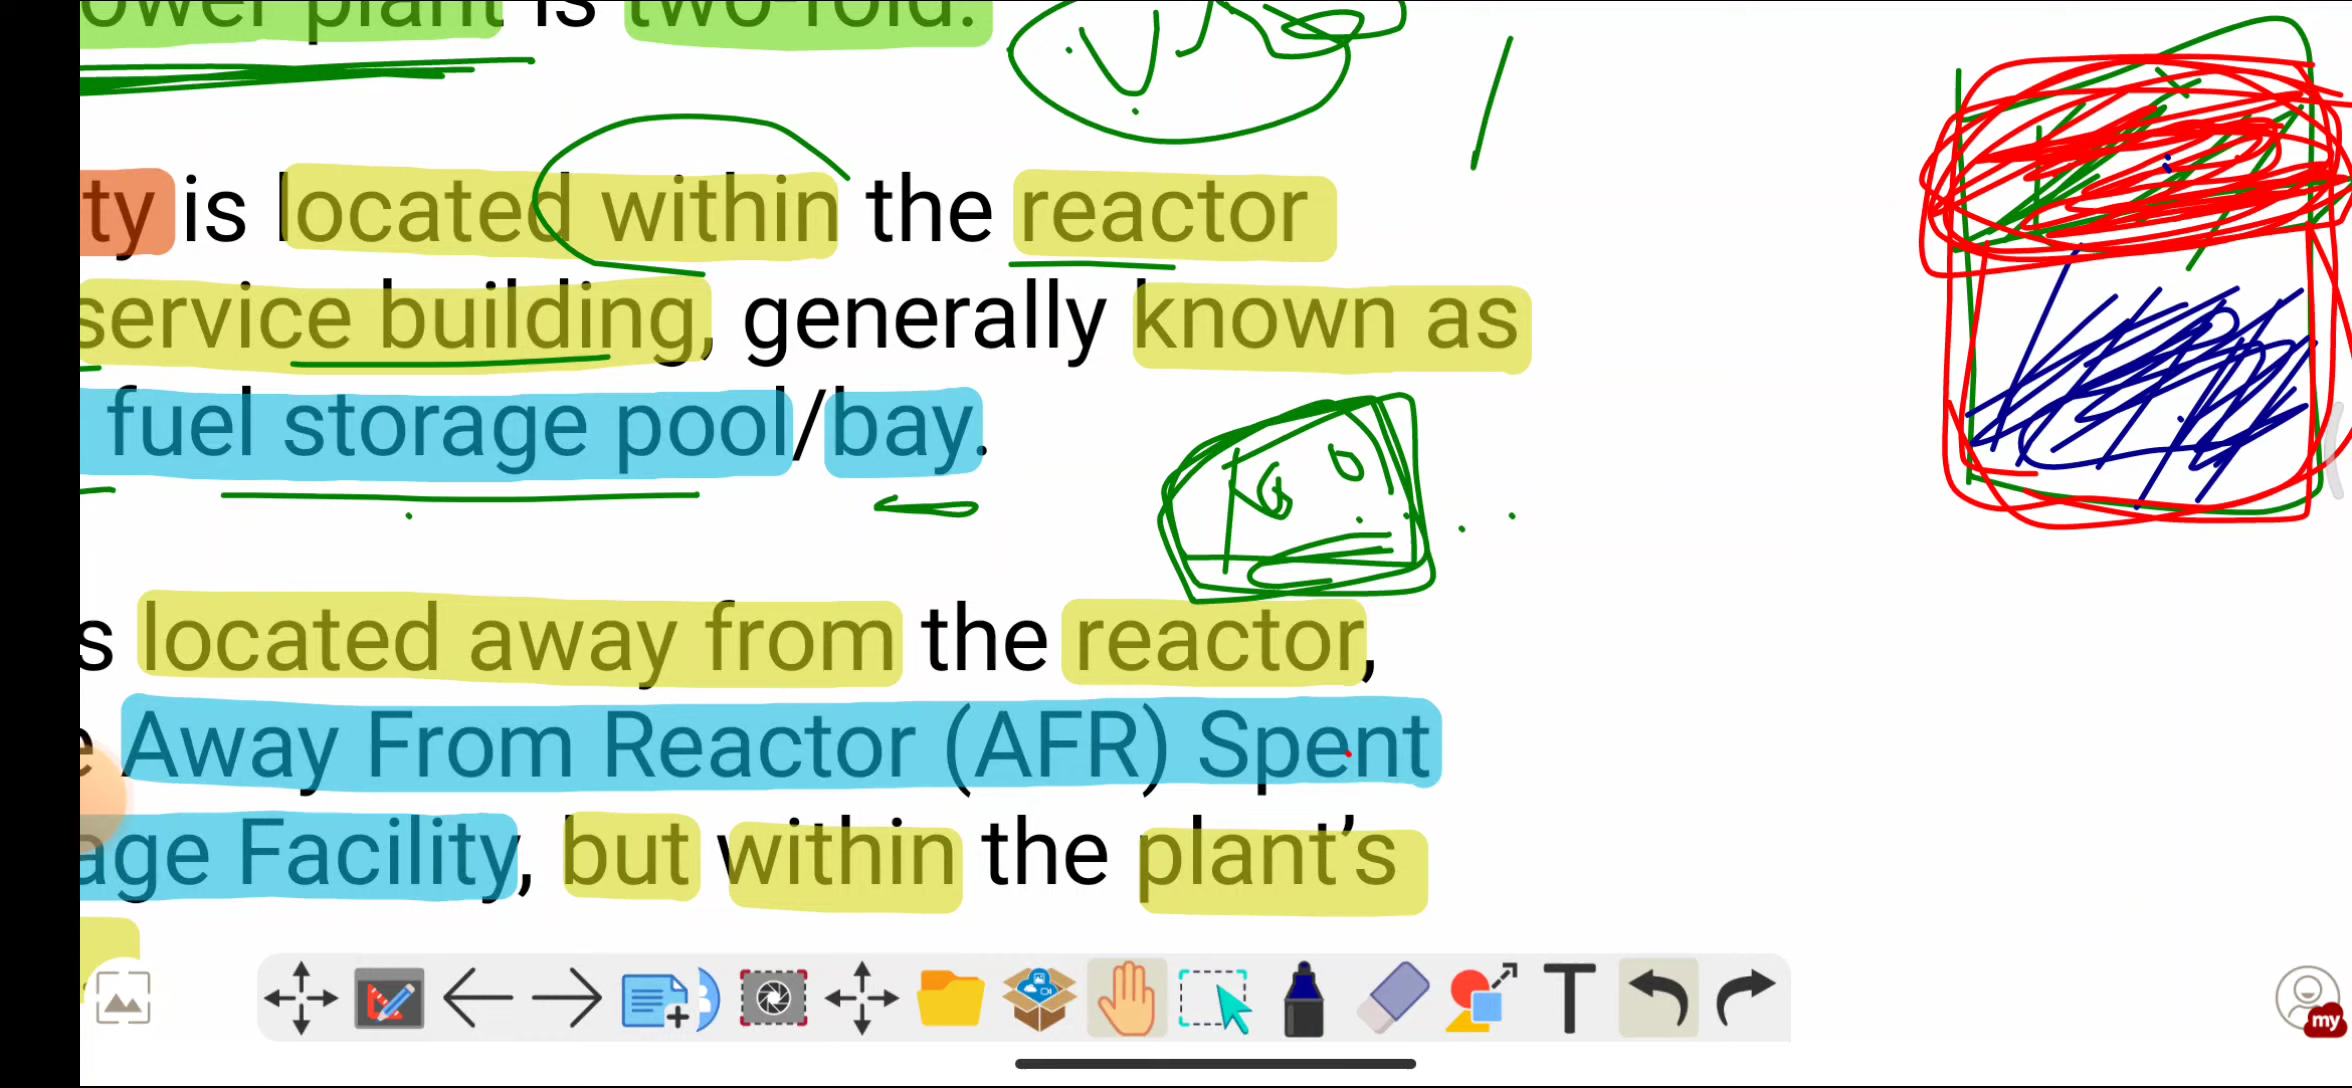 ower plant is two-fold.
ty is located within the reactor
service building, generally known as
fuel storage pool/bay.
s located away from the reactor,
e Away From Reactor (AFR) Spent
age Facility, but within the plant's
T
my